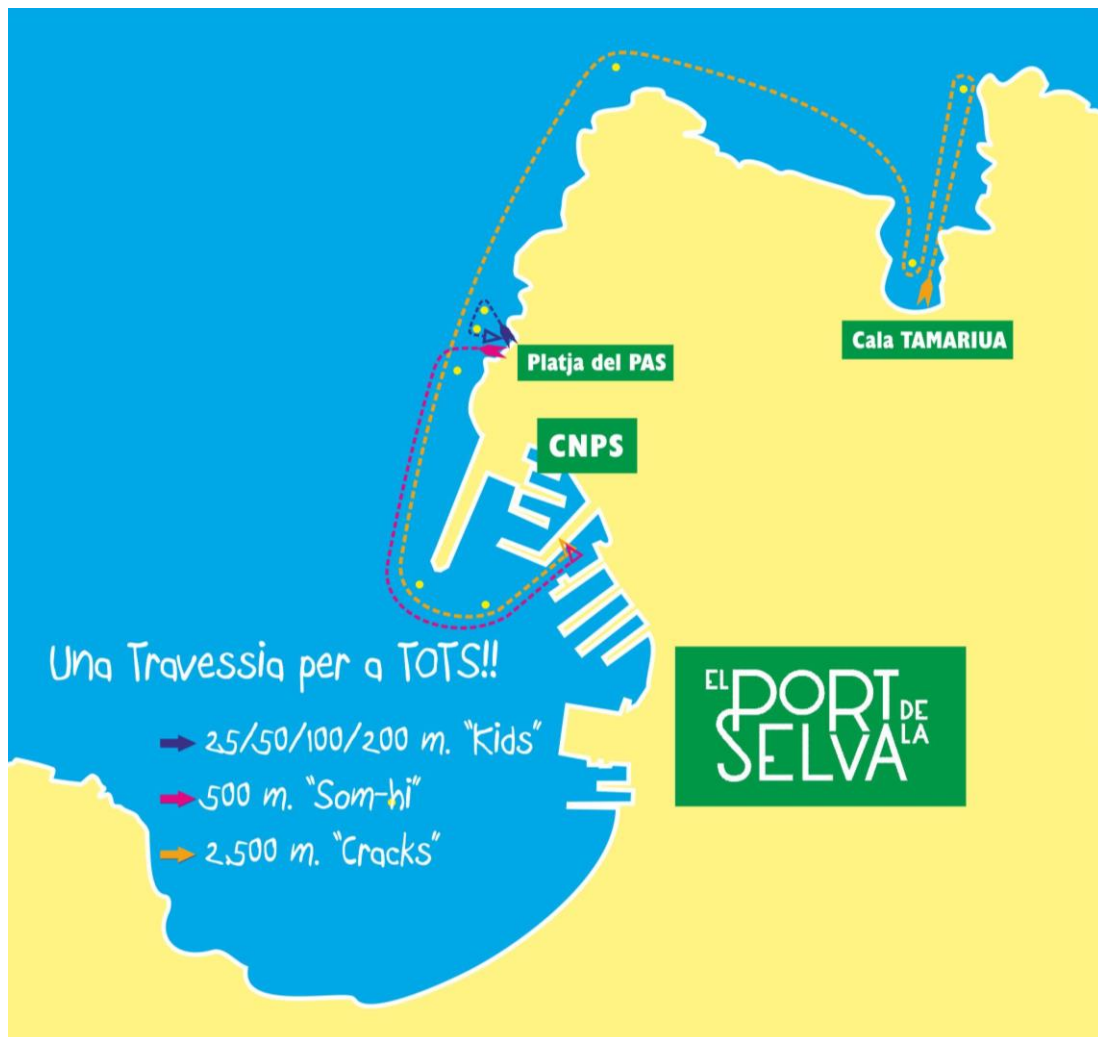 Cala TAMARIUA
Platja del PAS
CNPS
Una Travessia per a TOTS!!
25/50/100/200 m. "Kids"
500 m. "Som-hi"
2.500 m. "Cracks"
EL PORT DE LA
SELVA